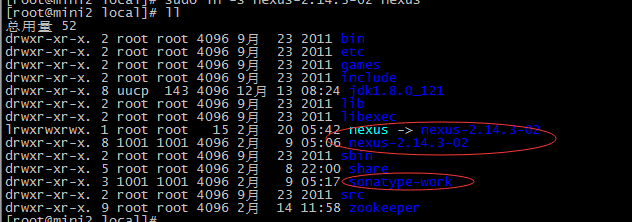 [root@mini2 local]# sudo ln -s nexus-2.14.3-02 nexus
[root@mini2 local]# ll
总用量 52
drwxr-xr-x. 2 root root 4096 9月 23 2011 bin
drwxr-xr-x. 2 root root 4096 9月 23 2011 etc
drwxr-xr-x. 2 root root 4096 9月 23 2011 games
drwxr-xr-x. 2 root root 4096 9月 23 2011 include
drwxr-xr-x. 8 uucp 143 4096 12月 13 08:24 jdk1.8.0_121
drwxr-xr-x. 2 root root 4096 9月 23 2011 lib
drwxr-xr-x. 2 root root 4096 9月 23 2011 libexec
lrwxrwxrwx. 1 root root 15 2月 20 05:42 nexus -> nexus-2.14.3-02
drwxr-xr-x. 8 1001 1001 4096 2月 9 05:06 nexus-2.14.3-02
drwxr-xr-x. 2 root root 4096 9月 23 2011 sbin
drwxr-xr-x. 5 root root 4096 2月 8 22:00 share
drwxr-xr-x. 3 1001 1001 4096 2月 9 05:17 sonatype-work
drwxr-xr-x. 2 root root 4096 9月 23 2011 src
drwxr-xr-x. 9 root root 4096 2月 14 11:58 zookeeper
[root@mini2 local]#